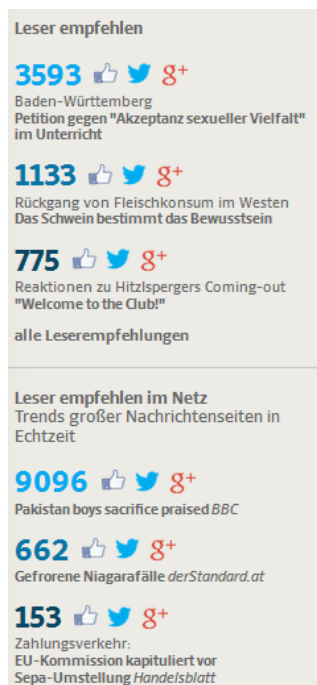 Leser empfehlen
3593 g+
Baden-Württemberg
Petition gegen "Akzeptanz sexueller Vielfalt"
im Unterricht
1133 g+
Rückgang von Fleischkonsum im Westen
Das Schwein bestimmt das Bewusstsein
775 g+
Reaktionen zu Hitzlspergers Coming-out
"Welcome to the Club!"
alle Leserempfehlungen
Leser empfehlen im Netz
Trends großer Nachrichtenseiten in
Echtzeit
9096 g+
Pakistan boys sacrifice praised BBC
662 g+
Gefrorene Niagarafälle derStandard.at
153 g+
Zahlungsverkehr:
EU-Kommission kapituliert vor
Sepa-Umstellung Handelsblatt